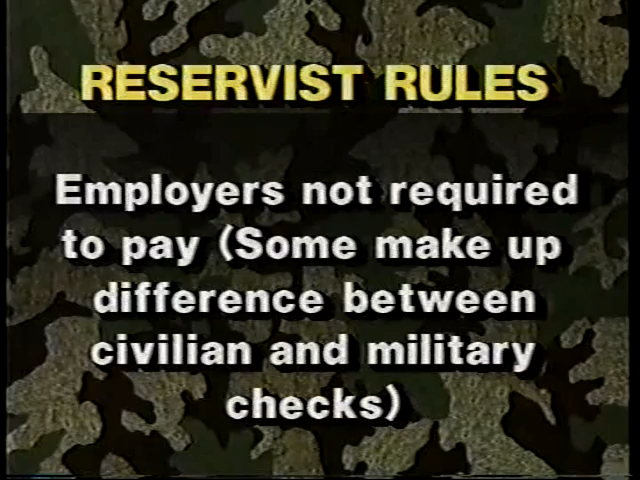 RESERVIST RULES
Employers not required
to pay (Some make up
difference between
civilian and military
checks)